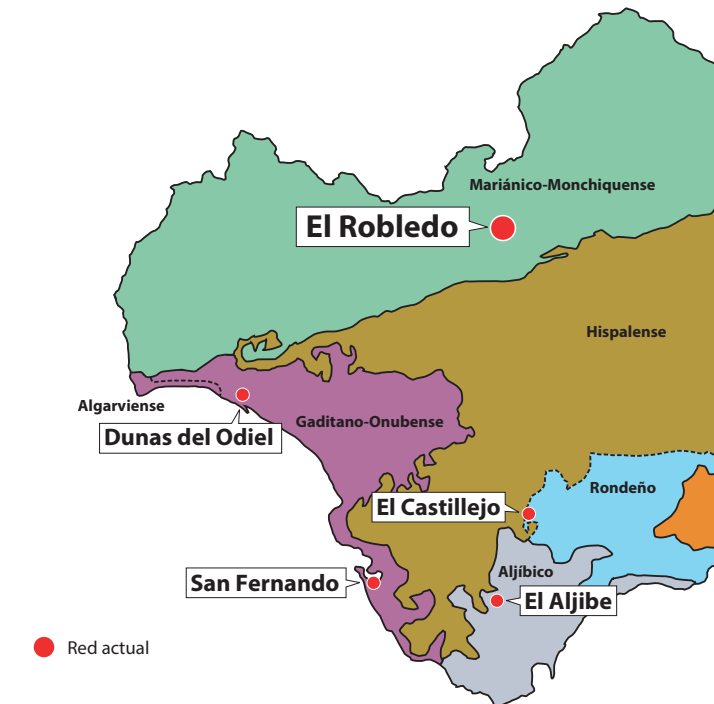 Mariánico-Monchiquense
El Robledo
Hispalense
Algarviense
Gaditano-Onubense
Dunas del Odiel
Rondeño
El Castillejo
Aljíbico
San Fernando
El Aljibe
Red actual